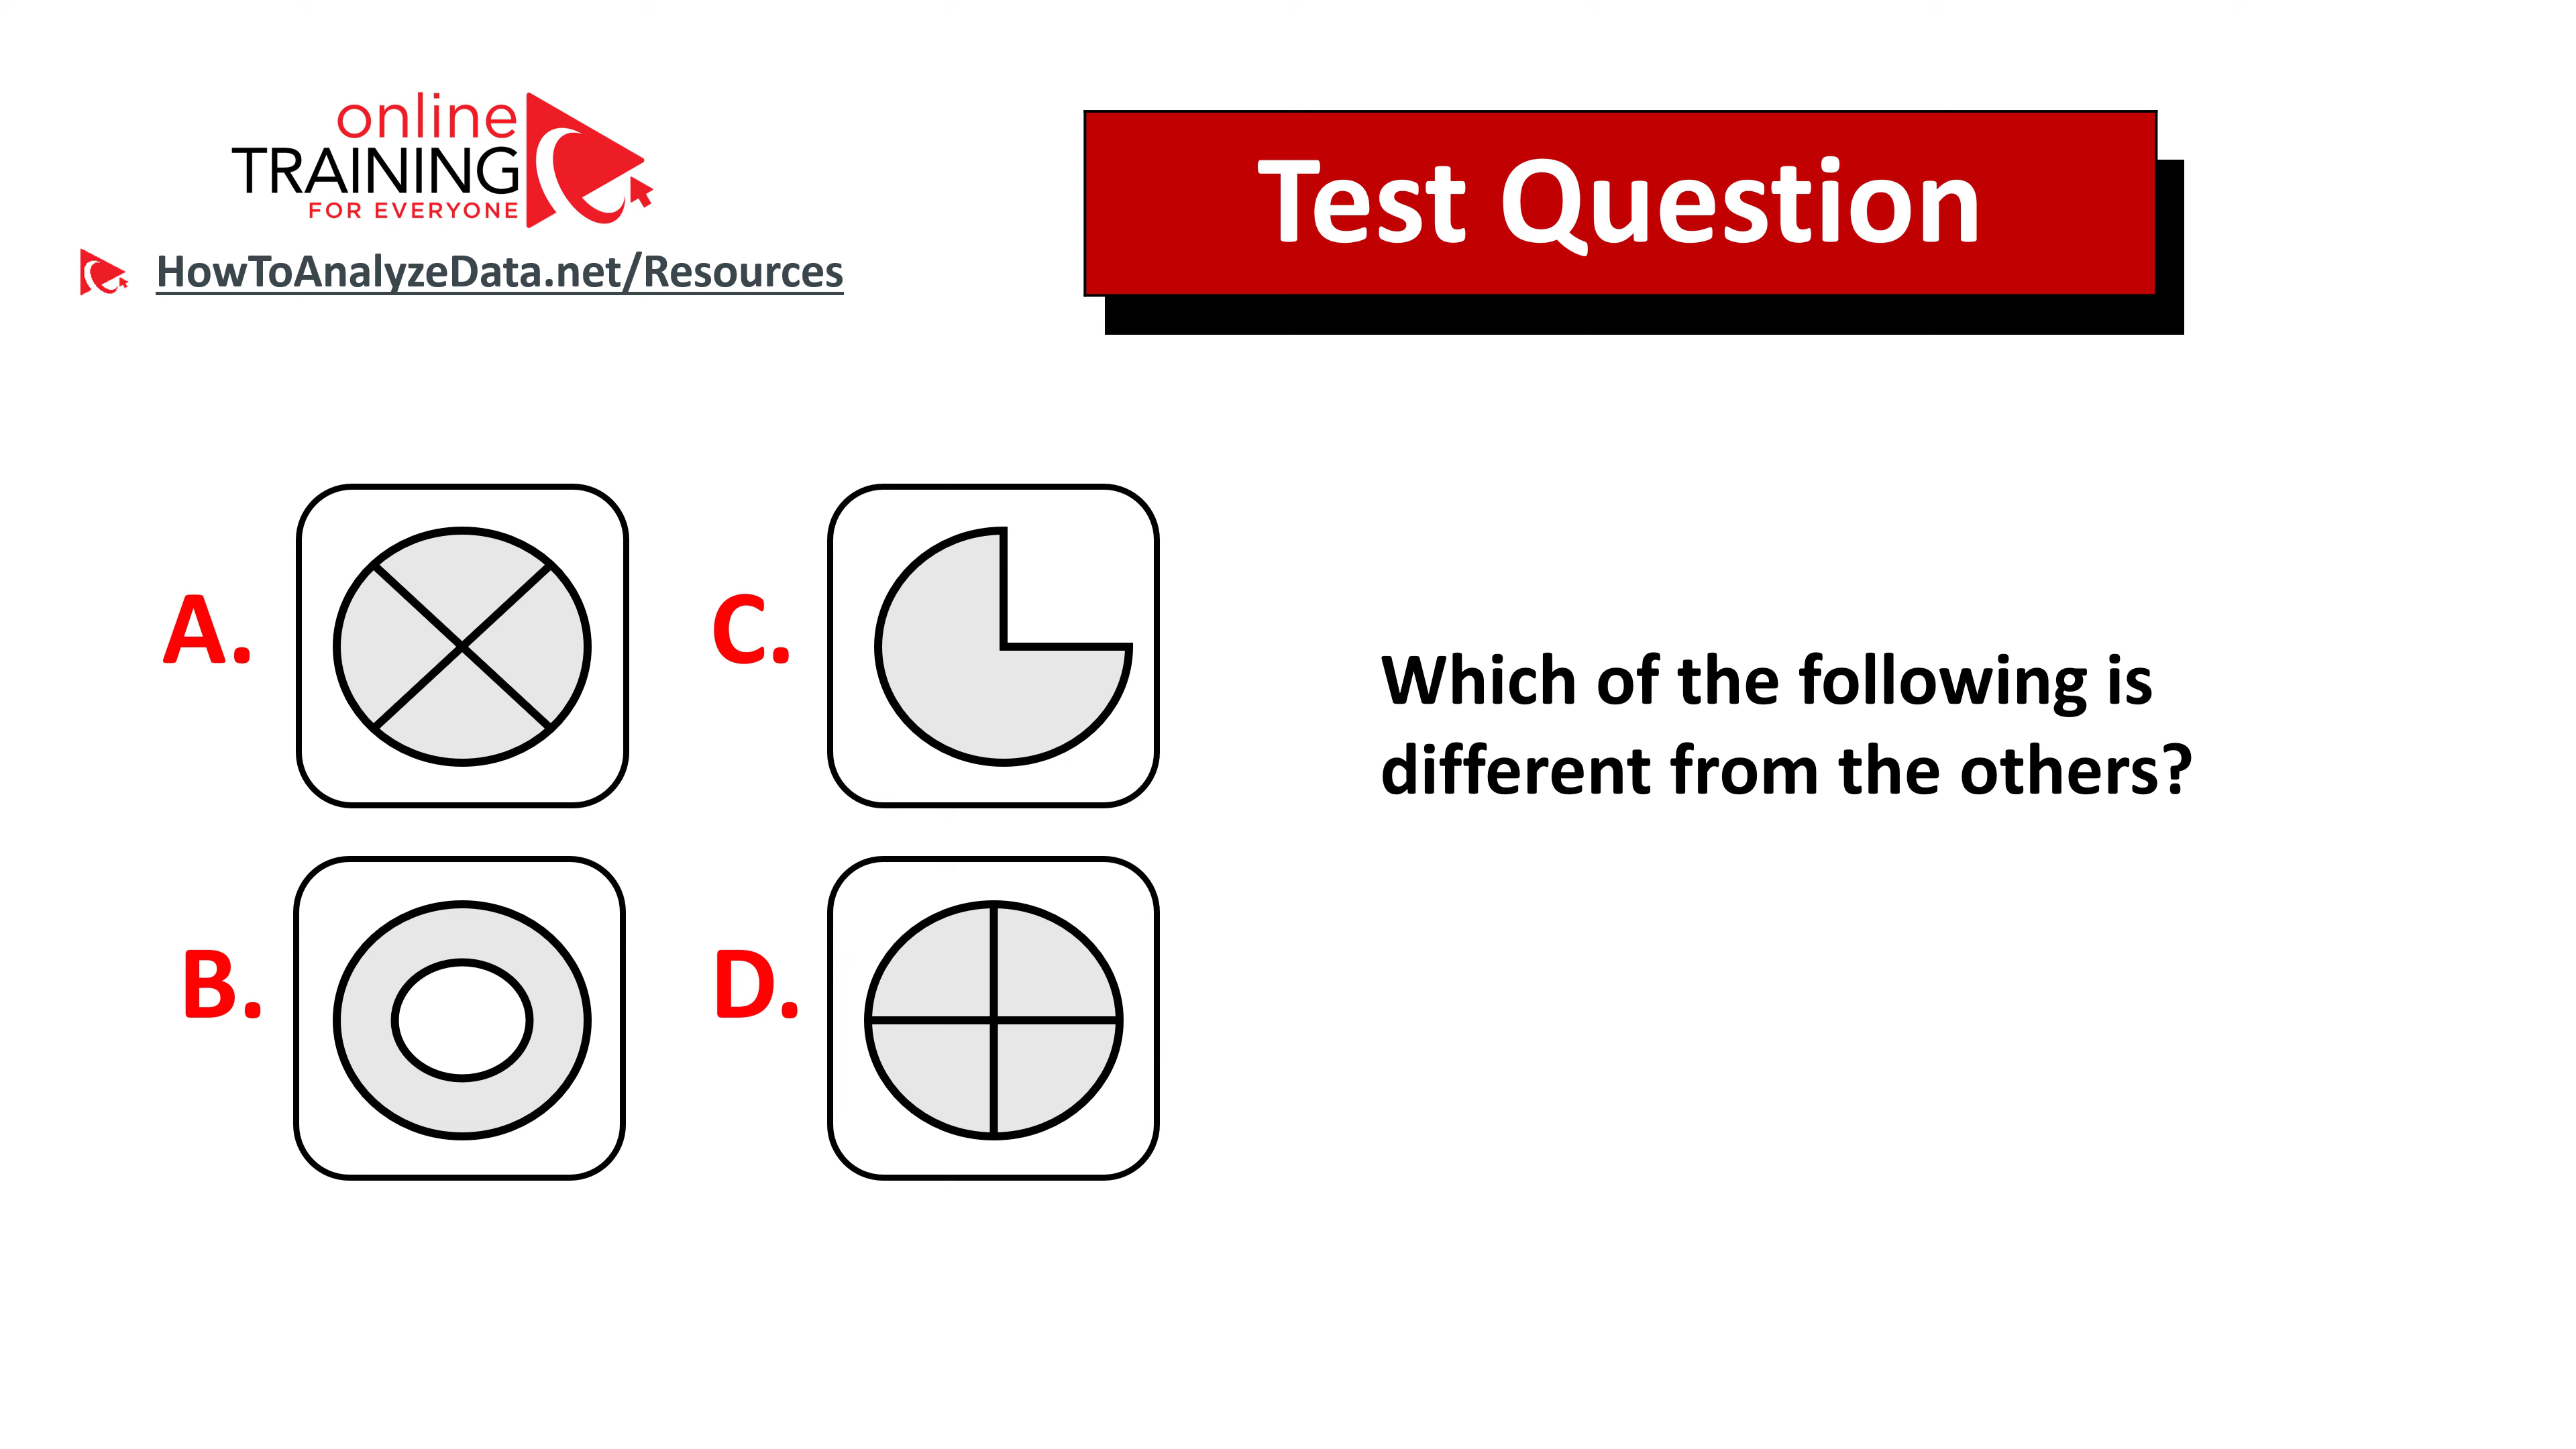 online
TRAINING
FOR EVERYONE
HowToAnalyzeData.net/Resources
Test Question
A.
C.
Which of the following is
different from the others?
B.
D.